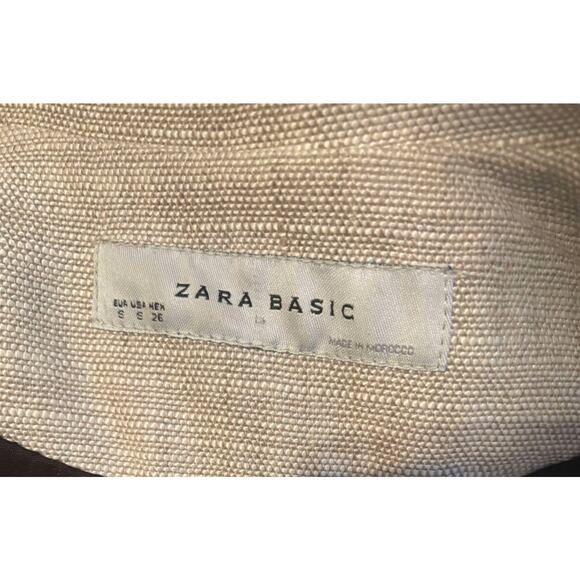 ZARA BASIC
EUR USA MEX
S S 26
MADE IN MOROCCO